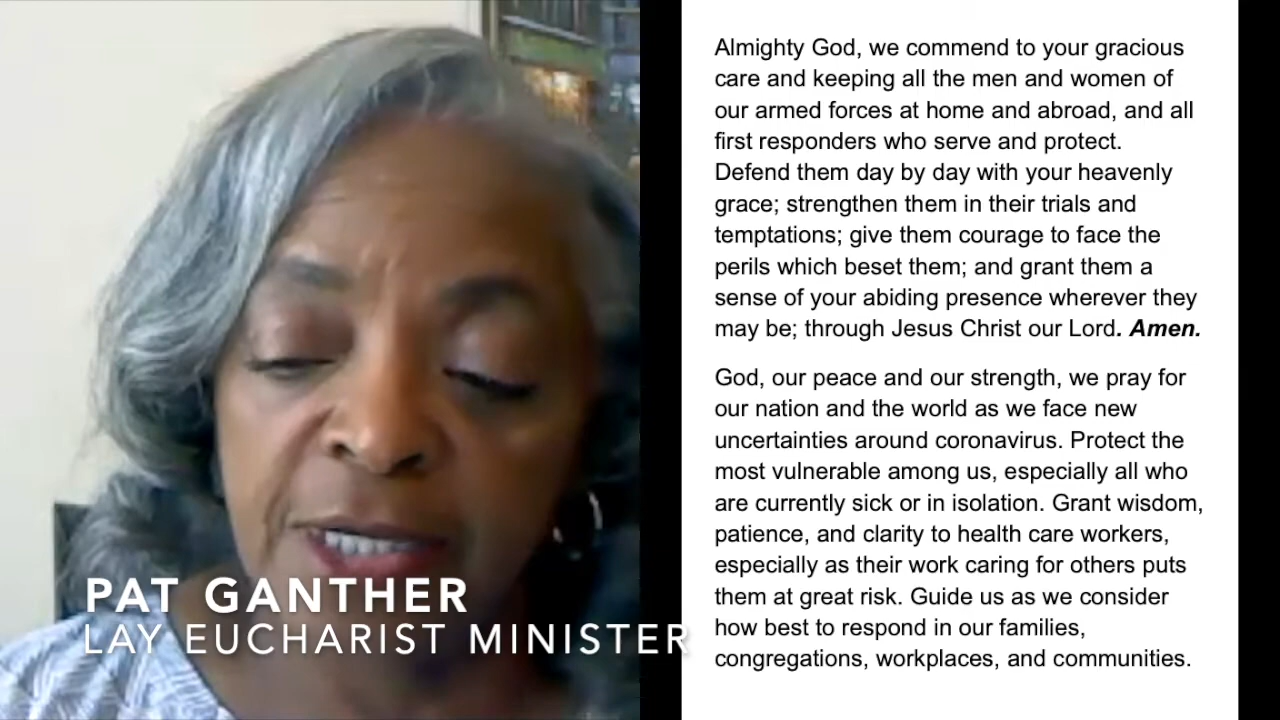 PAT GANTHER
LAY EUCHARIST MINISTER
Almighty God, we commend to your gracious
care and keeping all the men and women of
our armed forces at home and abroad, and all
first responders who serve and protect.
Defend them day by day with your heavenly
grace; strengthen them in their trials and
temptations; give them courage to face the
perils which beset them; and grant them a
sense of your abiding presence wherever they
may be; through Jesus Christ our Lord. Amen.
God, our peace and our strength, we pray for
our nation and the world as we face new
uncertainties around coronavirus. Protect the
most vulnerable among us, especially all who
are currently sick or in isolation. Grant wisdom,
patience, and clarity to health care workers,
especially as their work caring for others puts
them at great risk. Guide us as we consider
how best to respond in our families,
congregations, workplaces, and communities.